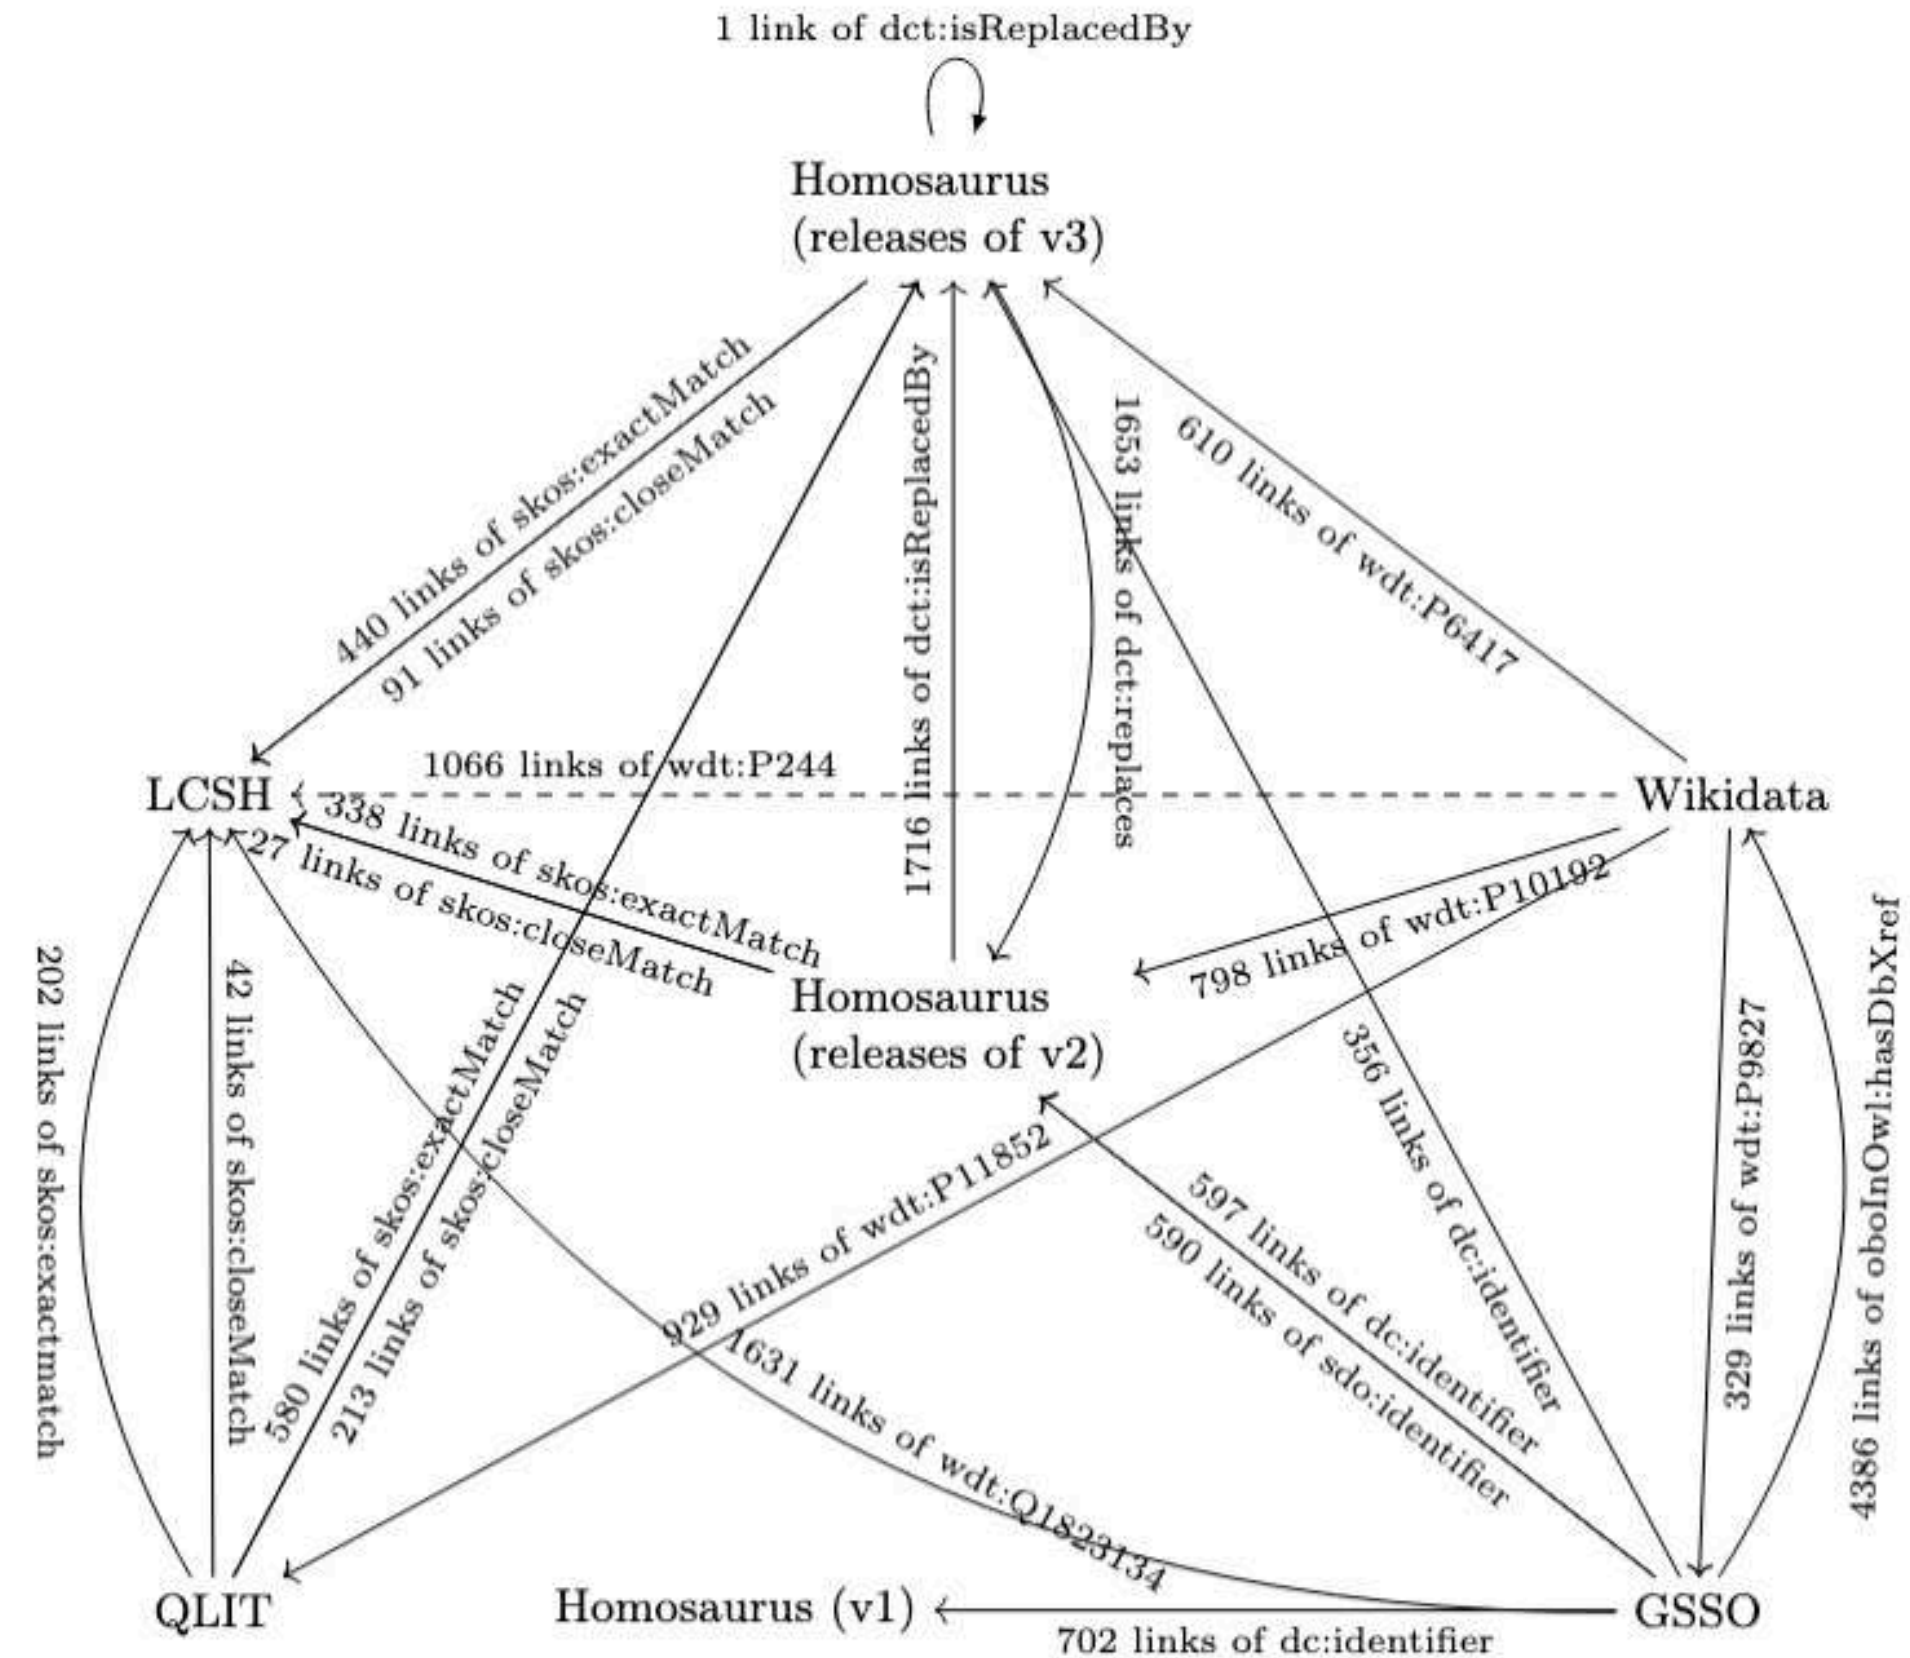 1 link of dct:isReplacedBy
Homosaurus
(releases of v3)
440 links of skos:exactMatch
91 links of skos:closeMatch
1716 links of dct:isReplacedBy
1653 links of dct:replaces
610 links of wdt:P6417
1066 links of wdt:P244
LCSH
Wikidata
338 links of skos:exactMatch
27 links of skos:closeMatch
798 links of wdt:P10192
Homosaurus
(releases of v2)
202 links of skos:exactmatch
42 links of skos:closeMatch
580 links of skos:exactMatch
213 links of skos:closeMatch
929 links of wdt:P11852
356 links of dc:identifier
597 links of dc:identifier
590 links of sdo:identifier
329 links of wdt:P9827
4386 links of oboInOwl:hasDbXref
1631 links of wdt:Q1823134
QLIT
Homosaurus (v1)
GSSO
702 links of dc:identifier